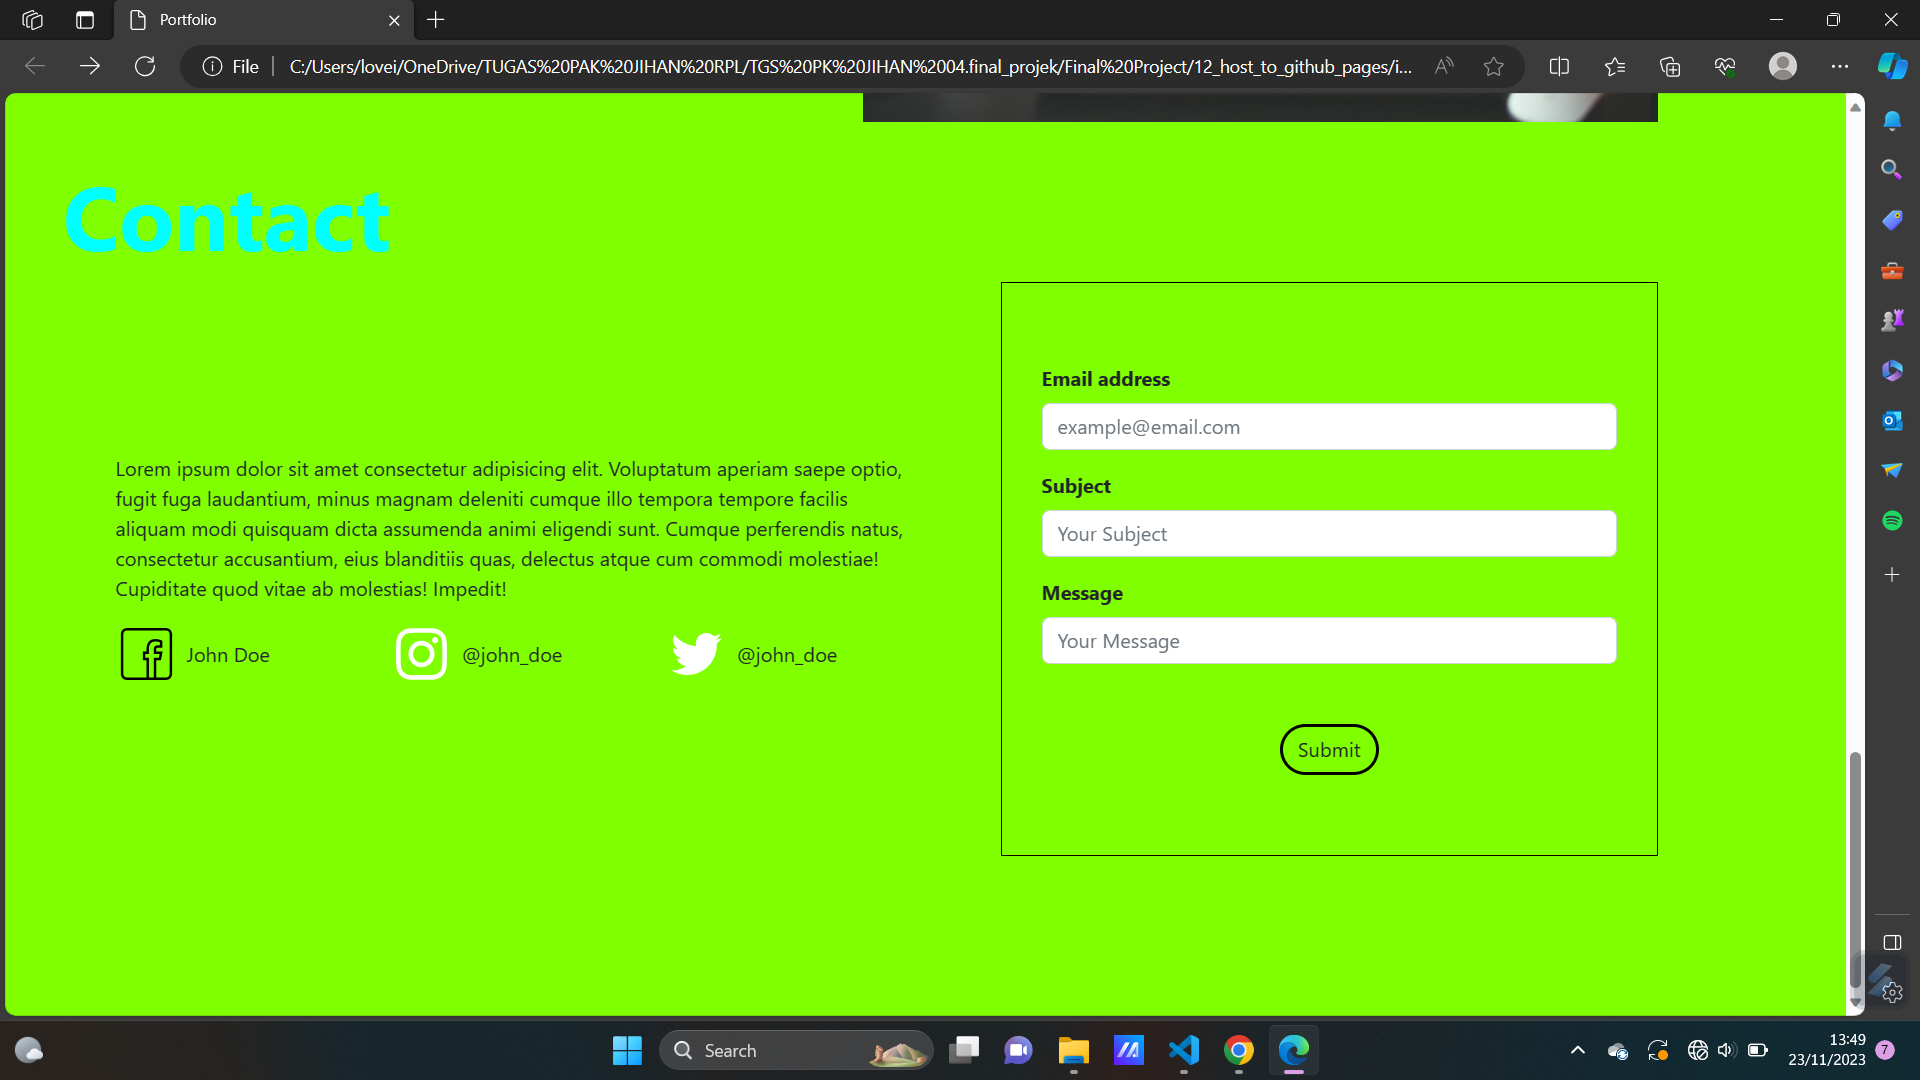 Portfolio
File
C:/Users/lovei/OneDrive/TUGAS%20PAK%20JIHAN%20RPL/TGS%20PK%20JIHAN%2004.final_projek/Final%20Project/12_host_to_github_pages/i...
Contact
Lorem ipsum dolor sit amet consectetur adipisicing elit. Voluptatum aperiam saepe optio,
fugit fuga laudantium, minus magnam deleniti cumque illo tempora tempore facilis
aliquam modi quisquam dicta assumenda animi eligendi sunt. Cumque perferendis natus,
consectetur accusantium, eius blanditiis quas, delectus atque cum commodi molestiae!
Cupiditate quod vitae ab molestias! Impedit!
John Doe
@john_doe
@john_doe
Email address
example@email.com
Subject
Your Subject
Message
Your Message
Submit
Search
13:49
23/11/2023
7